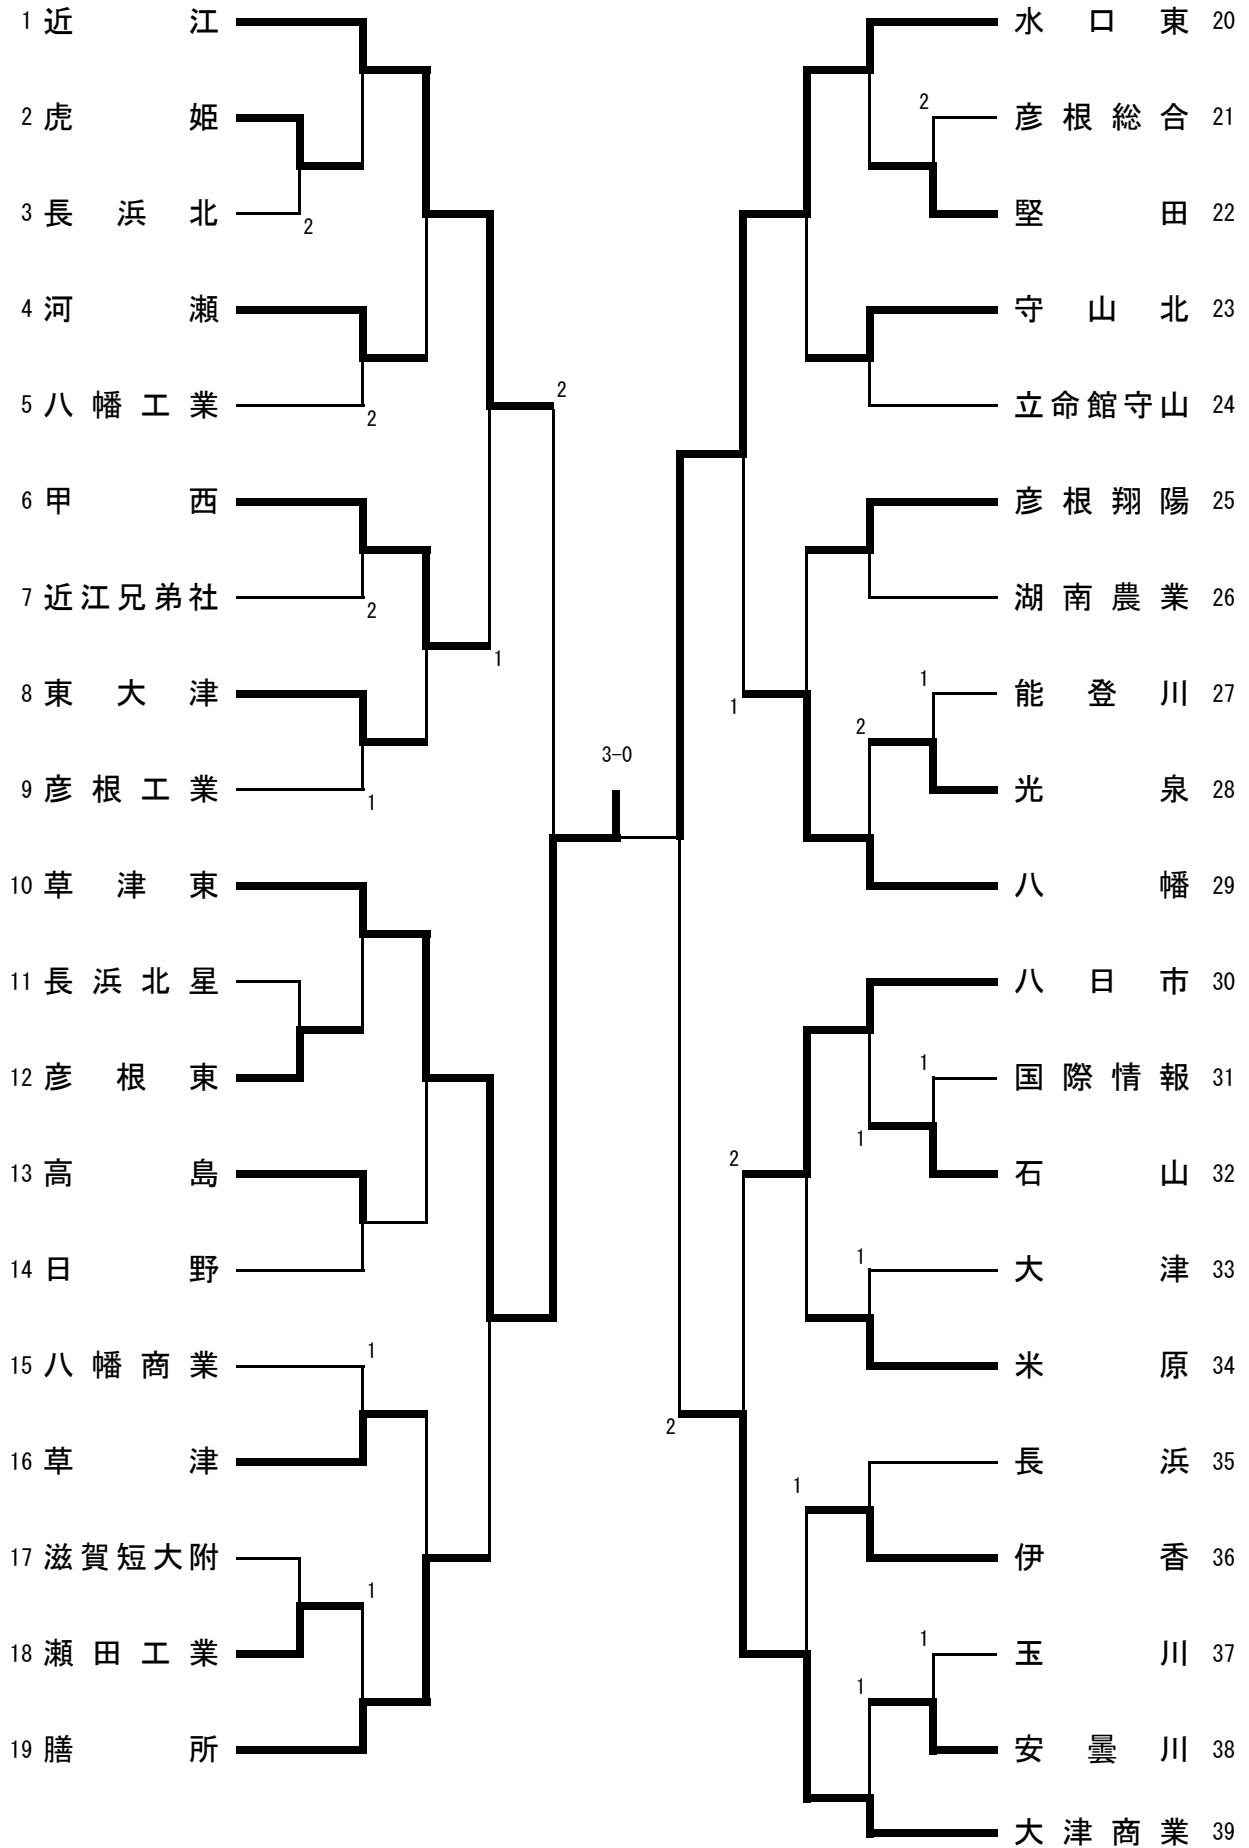 1 近江
2 虎姫
3 長浜北
2
4 河瀬
5 八幡工業
2
2
6 甲西
7 近江兄弟社
2
1
8 東大津
9 彦根工業
1
10 草津東
11 長浜北星
12 彦根東
13 高島
14 日野
15 八幡商業
1
16 草津
17 滋賀短大附
1
18 瀬田工業
19 膳所
3-0
水口東 20
2
彦根総合 21
堅田 22
守山北 23
立命館守山 24
彦根翔陽 25
湖南農業 26
1
能登川 27
1
2
光泉 28
八幡 29
八日市 30
1
国際情報 31
1
2
石山 32
1
大津 33
米原 34
2
長浜 35
1
伊香 36
1
玉川 37
1
安曇川 38
大津商業 39